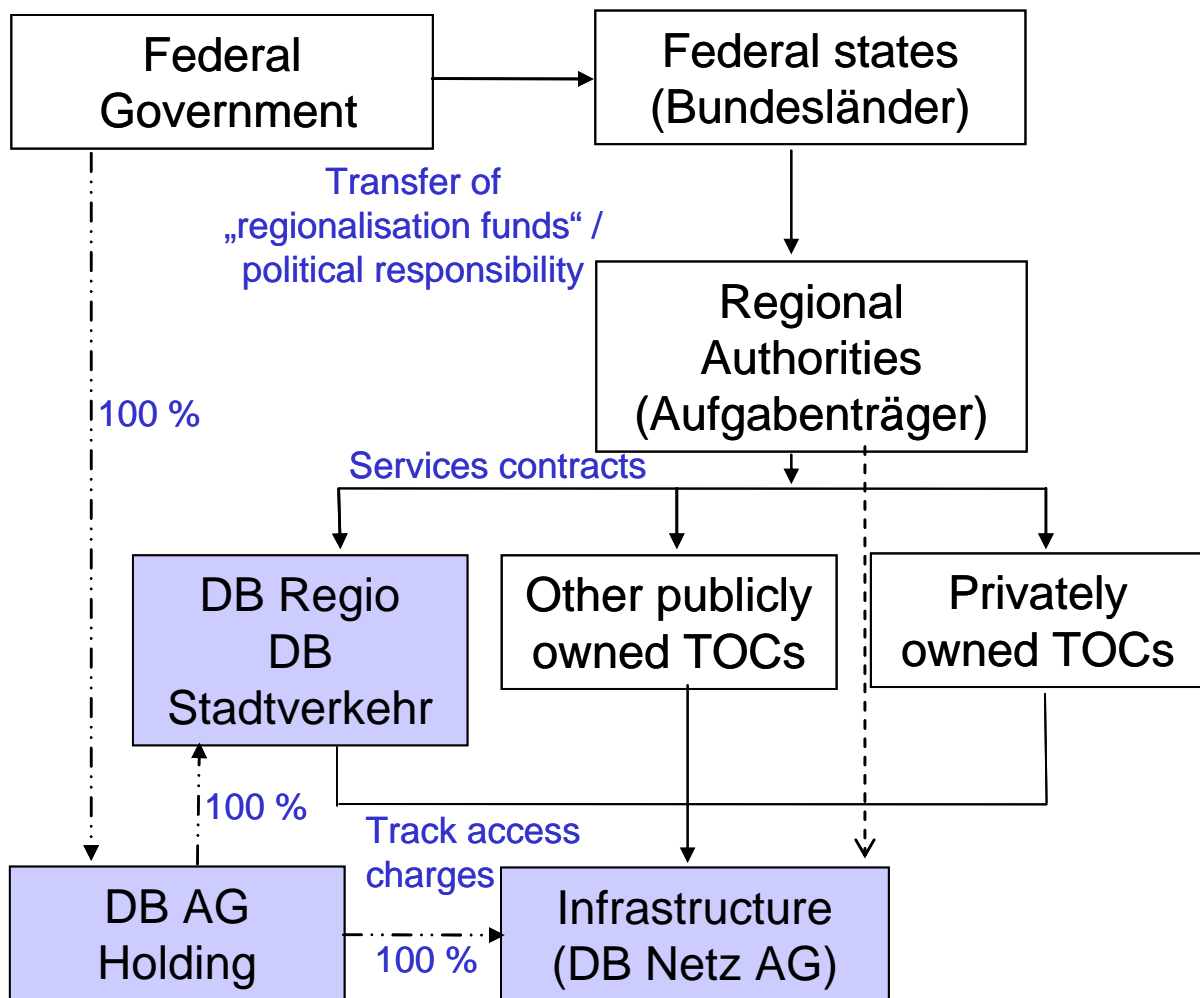 Federal
Government
Federal states
(Bundesländer)
Transfer of
„regionalisation funds“ /
political responsibility
Regional
Authorities
(Aufgabenträger)
100 %
Services contracts
DB Regio
DB
Stadtverkehr
Other publicly
owned TOCs
Privately
owned TOCs
100 %
Track access
charges
DB AG
Holding
100 %
Infrastructure
(DB Netz AG)